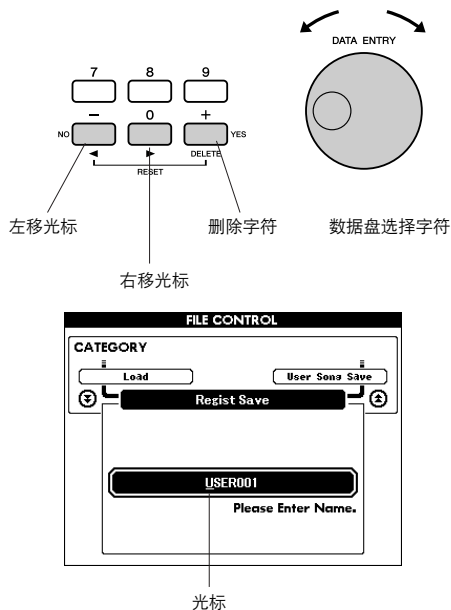 DATA ENTRY
7 8 9
− 0 +
NO YES
◀ ▶ DELETE
RESET
左移光标 删除字符 数据盘选择字符
右移光标
FILE CONTROL
CATEGORY
Load User Song Save
Regist Save
USER001
Please Enter Name.
光标